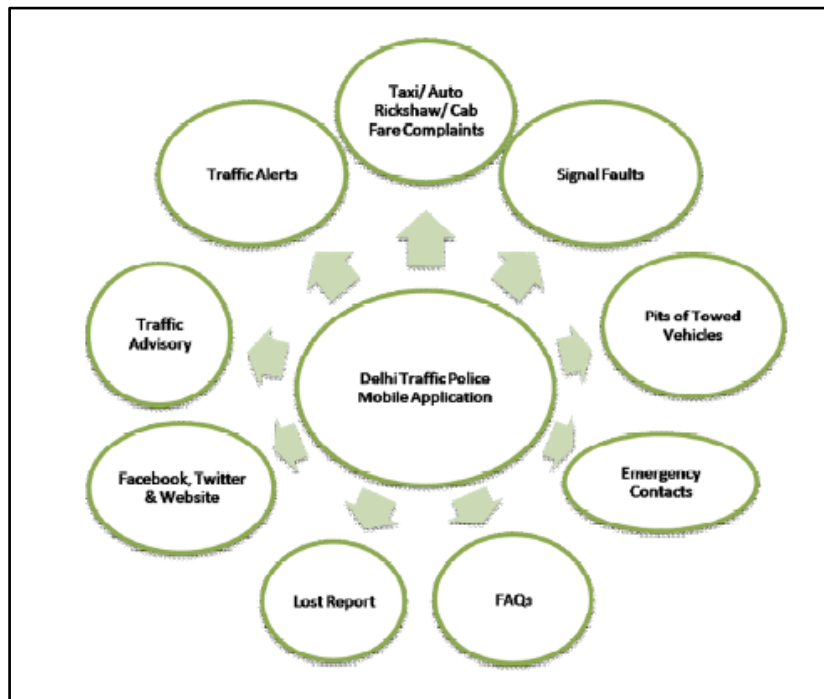 Taxi/ Auto
Rickshaw/ Cab
Fare Complaints
Traffic Alerts
Signal Faults
Traffic
Advisory
Pits of Towed
Vehicles
Delhi Traffic Police
Mobile Application
Facebook, Twitter
& Website
Emergency
Contacts
Lost Report
FAQs